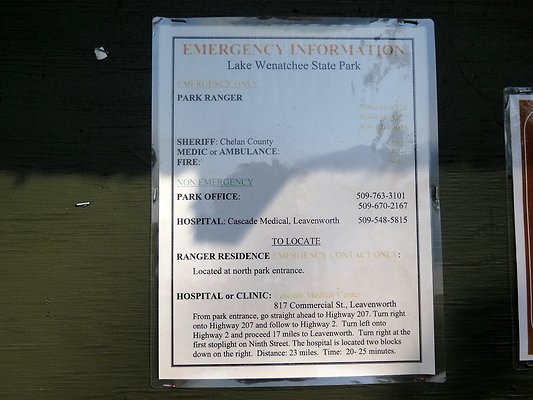 EMERGENCY INFORMATION
Lake Wenatchee State Park
EMERGENCY ONLY
PARK RANGER
SHERIFF: Chelan County
MEDIC or AMBULANCE:
FIRE:
NON EMERGENCY
PARK OFFICE: 509-763-3101
509-670-2167
HOSPITAL: Cascade Medical, Leavenworth 509-548-5815
TO LOCATE
RANGER RESIDENCE EMERGENCY CONTACT ONLY:
Located at north park entrance.
HOSPITAL or CLINIC: Cascade Medical Center
817 Commercial St., Leavenworth
From park entrance, go straight ahead to Highway 207. Turn right
onto Highway 207 and follow to Highway 2. Turn left onto
Highway 2 and proceed 17 miles to Leavenworth. Turn right at the
first stoplight on Ninth Street. The hospital is located two blocks
down on the right. Distance: 23 miles. Time: 20- 25 minutes.